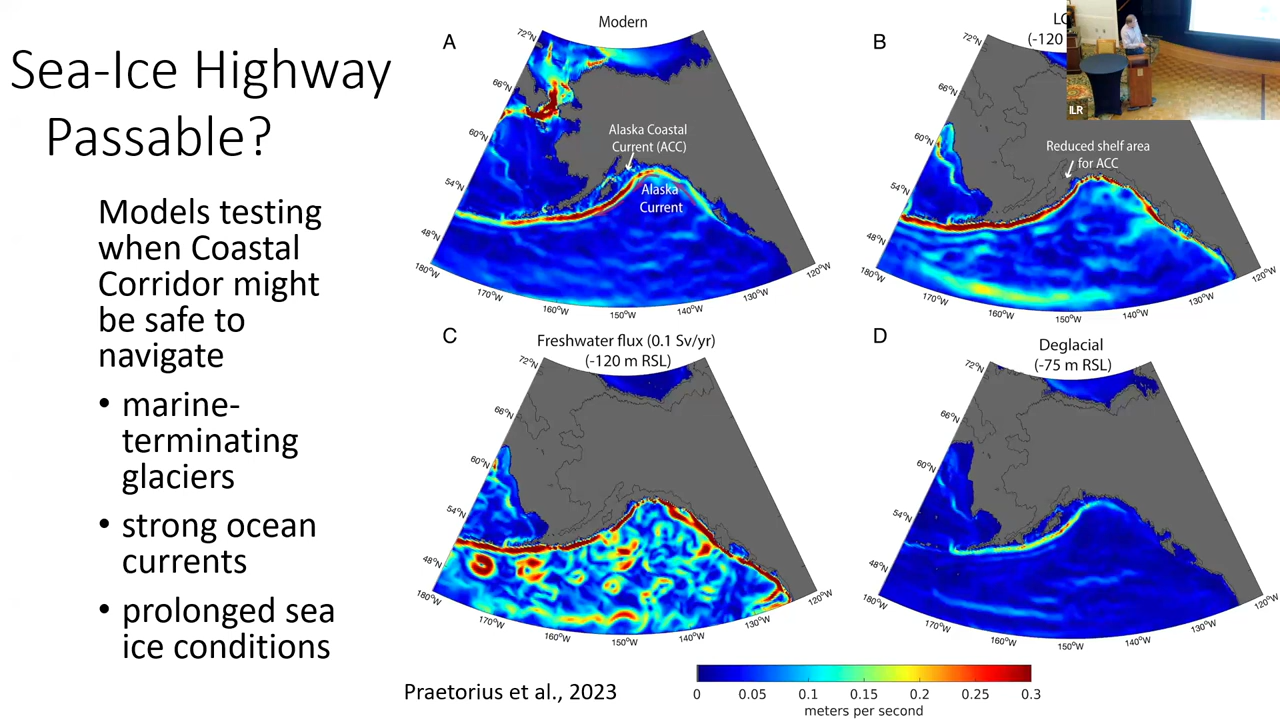 Sea-Ice Highway
Passable?
Models testing
when Coastal
Corridor might
be safe to
navigate
• marine-
terminating
glaciers
• strong ocean
currents
• prolonged sea
ice conditions
A
Modern
72°N
66°N
60°N
54°N
48°N
180°W
170°W
160°W
150°W
140°W
130°W
120°W
Alaska Coastal
Current (ACC)
Alaska
Current
B
(-120
72°N
66°N
60°N
54°N
48°N
180°W
170°W
160°W
150°W
140°W
130°W
120°W
Reduced shelf area
for ACC
ILR
C
Freshwater flux (0.1 Sv/yr)
(-120 m RSL)
72°N
66°N
60°N
54°N
48°N
180°W
170°W
160°W
150°W
140°W
130°W
120°W
D
Deglacial
(-75 m RSL)
72°N
66°N
60°N
54°N
48°N
180°W
170°W
160°W
150°W
140°W
130°W
120°W
Praetorius et al., 2023
0 0.05 0.1 0.15 0.2 0.25 0.3
meters per second